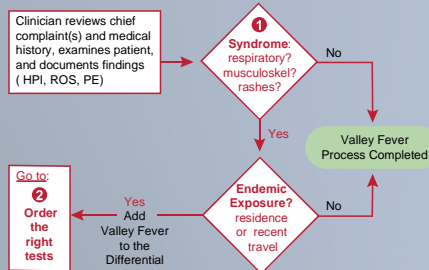 Clinician reviews chief
complaint(s) and medical
history, examines patient,
and documents findings
( HPI, ROS, PE)
1
Syndrome:
respiratory?
musculoskel?
rashes?
No
Yes
Valley Fever
Process Completed
Endemic
Exposure?
residence
or recent
travel
No
Yes
Add
Valley Fever
to the
Differential
Go to:
2
Order
the
right
tests